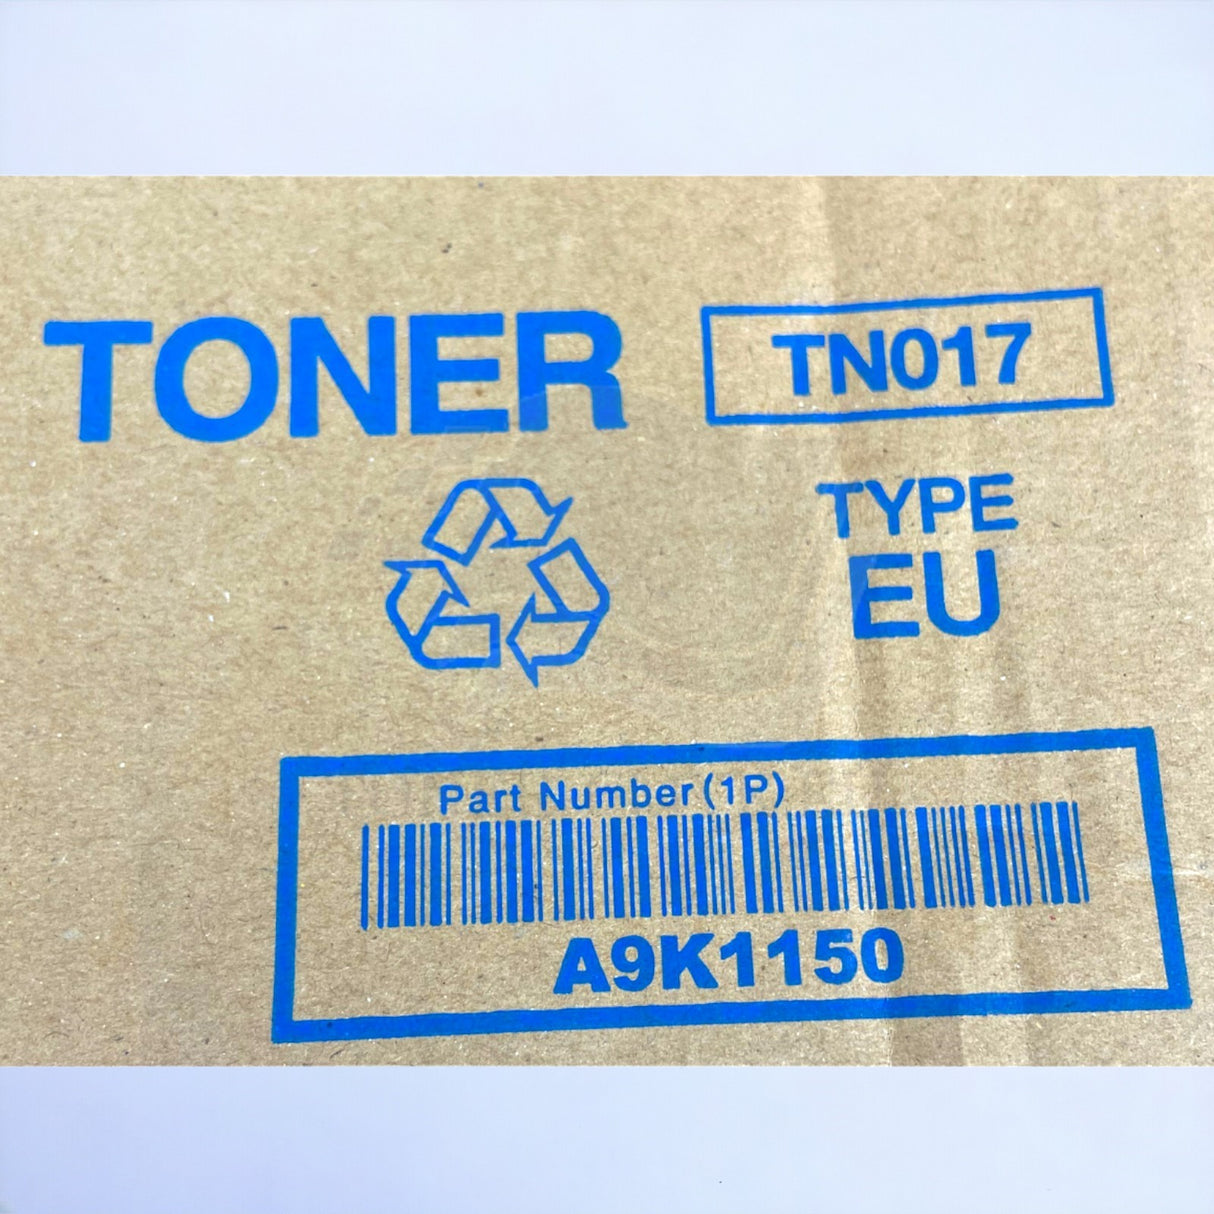 TONER TN017
TYPE
EU
Part Number(1P)
A9K1150